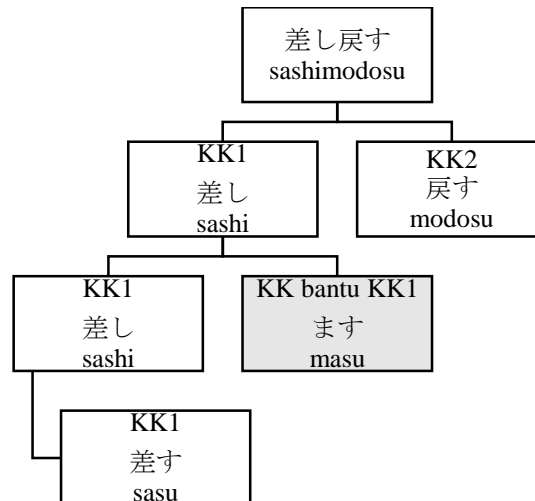 差し戻す
sashimodosu
KK1
差し
sashi
KK2
戻す
modosu
KK1
差し
sashi
KK bantu KK1
ます
masu
KK1
差す
sasu